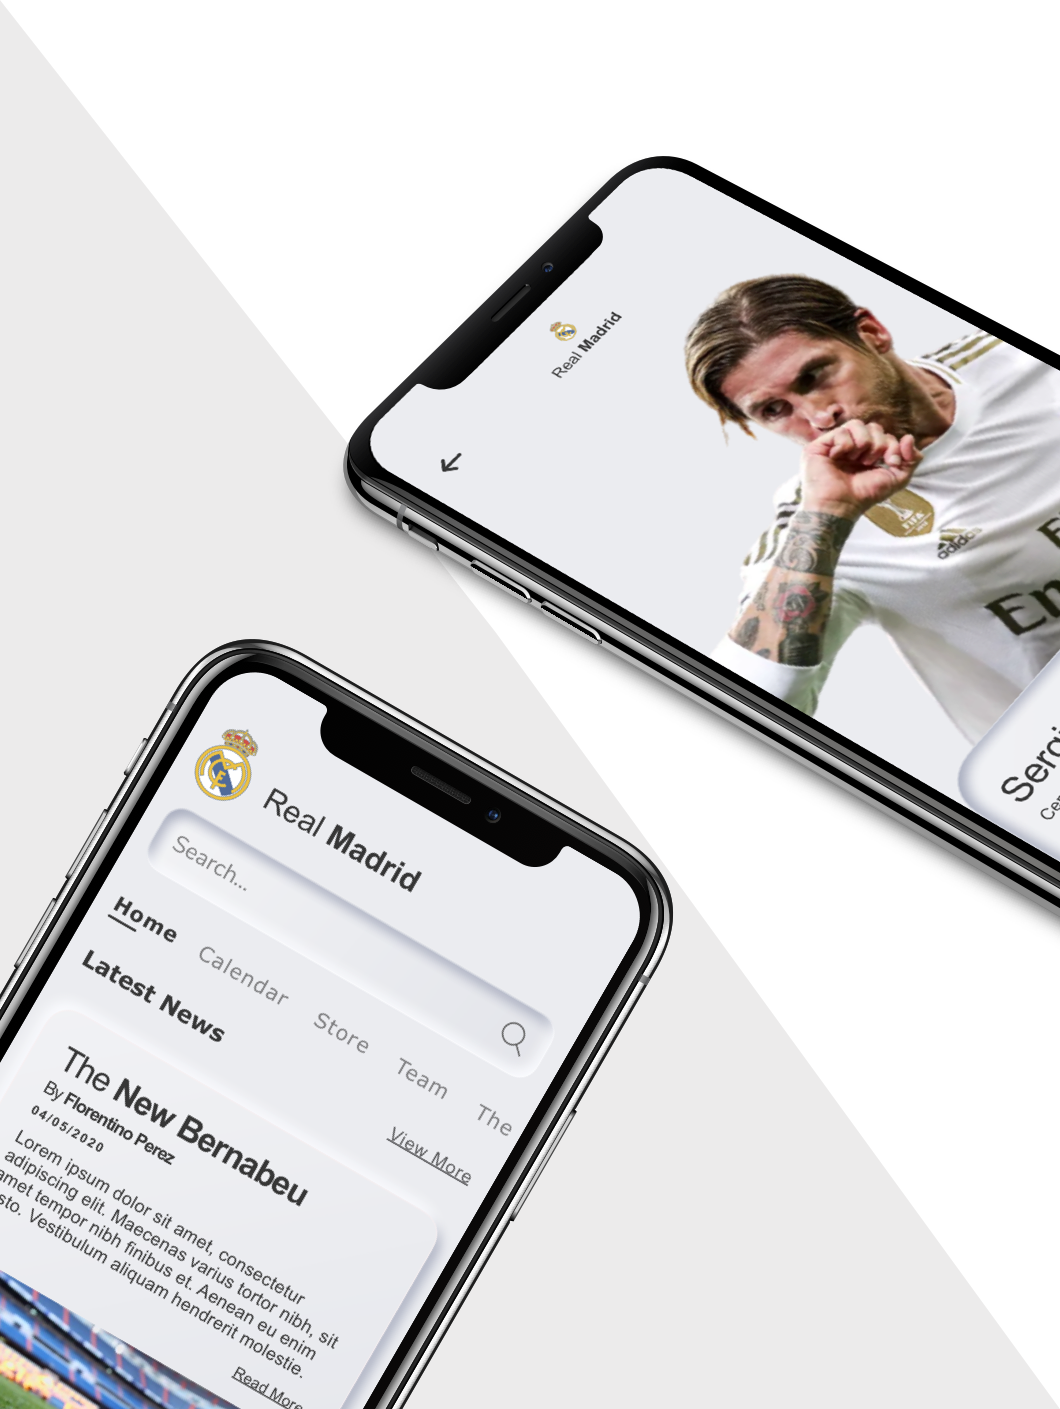 Real Madrid
FIFA
adidas
Real Madrid
Search...
Home Calendar Store Team The
Latest News
View More
The New Bernabeu
By Florentino Perez
04/05/2020
Lorem ipsum dolor sit amet, consectetur
adipiscing elit. Maecenas varius tortor nibh, sit
amet tempor nibh finibus et. Aenean eu enim
sto. Vestibulum aliquam hendrerit molestie.
Read More